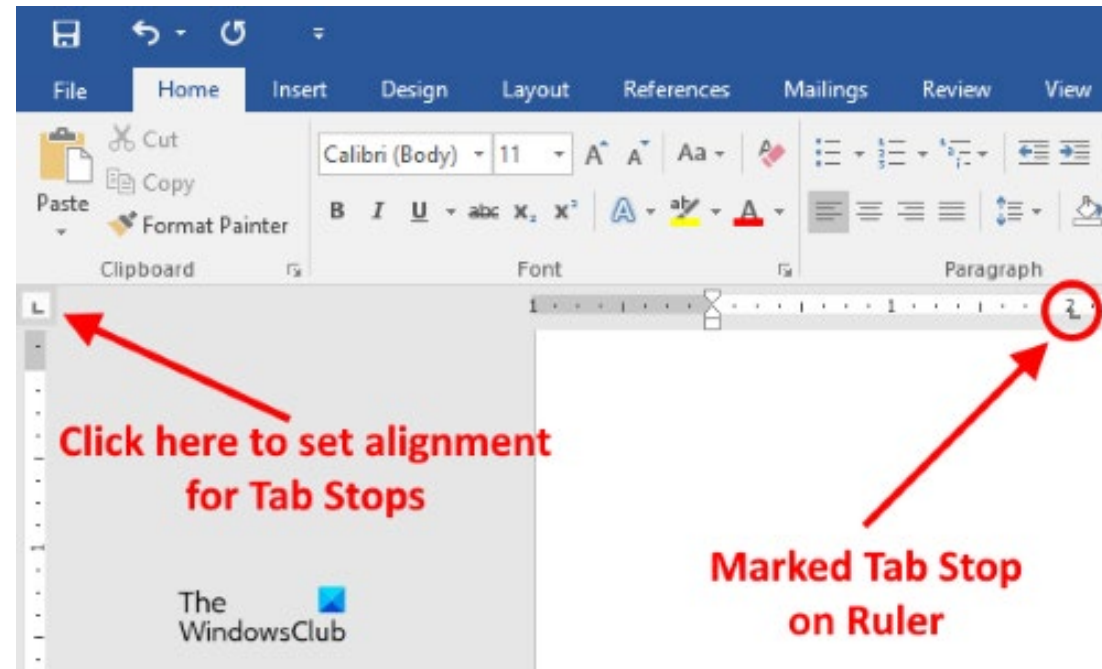 File Home Insert Design Layout References Mailings Review View
Cut
Calibri (Body) 11 A A Aa
Copy
Paste
B I U abc X₂ X² A ab A
Format Painter
Clipboard Font Paragraph
L
1 1 2
Click here to set alignment
for Tab Stops
1
Marked Tab Stop
on Ruler
The
WindowsClub